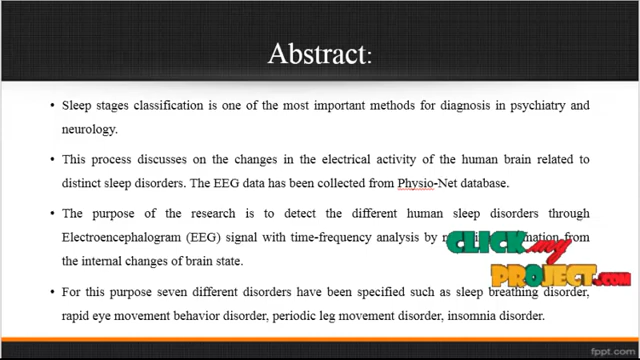 Abstract:
• Sleep stages classification is one of the most important methods for diagnosis in psychiatry and
neurology.
• This process discusses on the changes in the electrical activity of the human brain related to
distinct sleep disorders. The EEG data has been collected from Physio-Net database.
• The purpose of the research is to detect the different human sleep disorders through
Electroencephalogram (EEG) signal with time-frequency analysis by from
the internal changes of brain state.
CLICK my
PROJECT.COM
• For this purpose seven different disorders have been specified such as sleep breathing disorder,
rapid eye movement behavior disorder, periodic leg movement disorder, insomnia disorder.
fppt.com